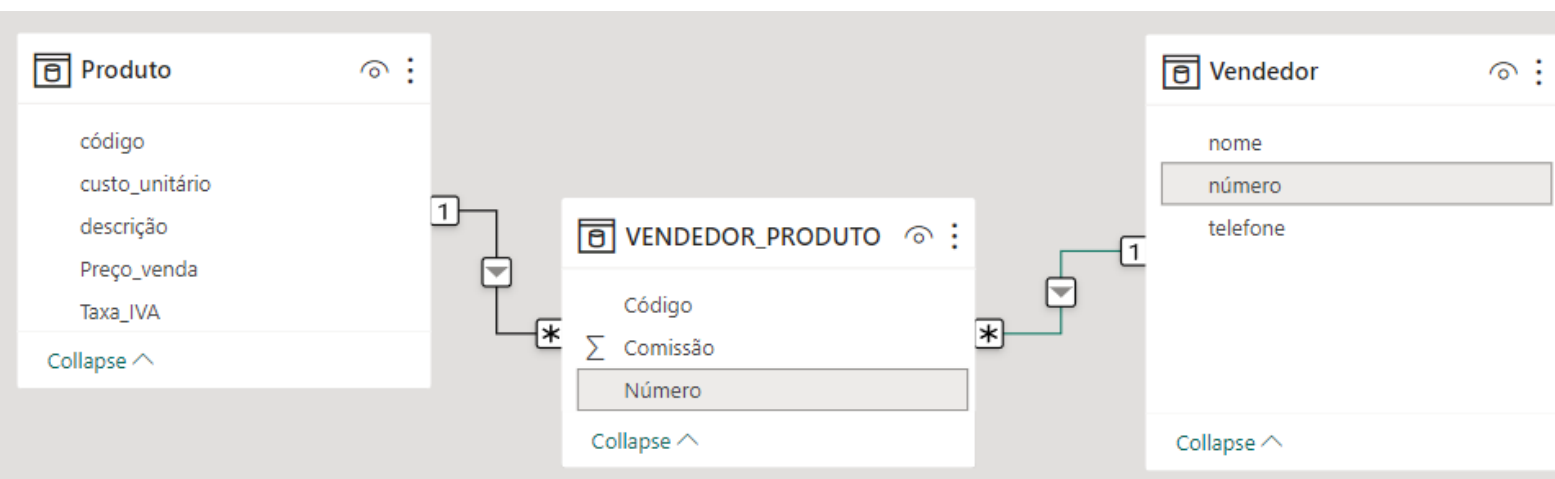 Produto
código
custo_unitário
descrição
Preço_venda
Taxa_IVA
Collapse
1
*
VENDEDOR_PRODUTO
Código
Σ Comissão
Número
Collapse
*
1
Vendedor
nome
número
telefone
Collapse